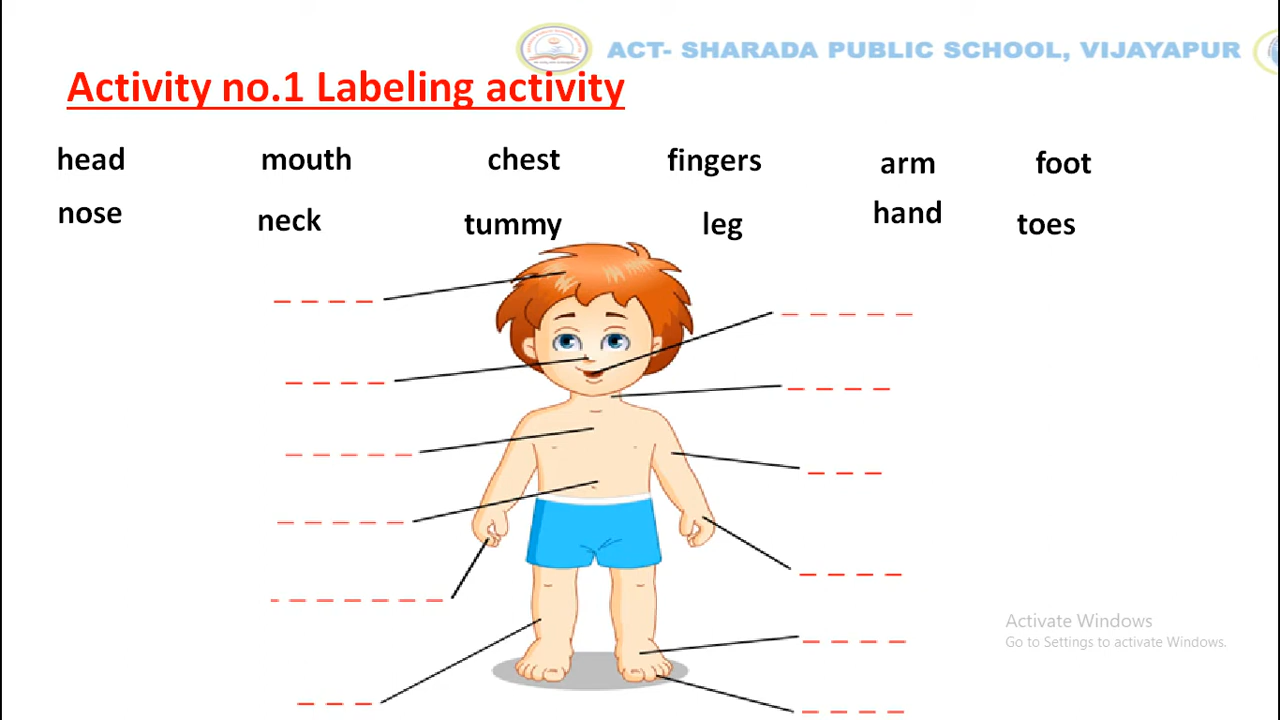 ACT- SHARADA PUBLIC SCHOOL, VIJAYAPUR
Activity no.1 Labeling activity
head mouth chest fingers arm foot
nose neck tummy leg hand toes
Activate Windows
Go to Settings to activate Windows.